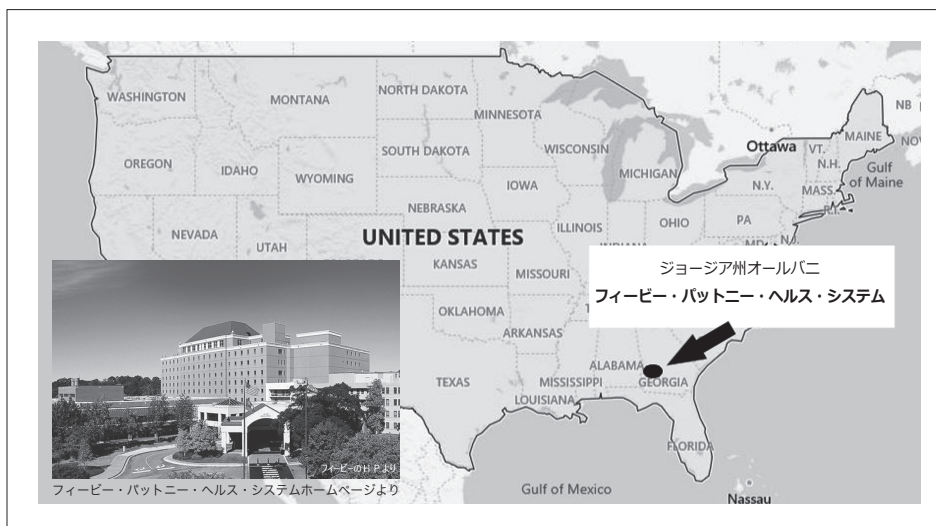 WASHINGTON
MONTANA
NORTH DAKOTA
MINNESOTA
OREGON
IDAHO
WYOMING
SOUTH DAKOTA
WISCONSIN
MICHIGAN
Ottawa
VT.
MAINE
NB
N.H.
Gulf
of Maine
N.Y.
MASS.
R.I.
NEVADA
UTAH
NEBRASKA
IOWA
ILLINOIS
OHIO
PA
MD.
N.J.
UNITED STATES
KANSAS
MISSOURI
ジョージア州オールバニ
フィービー・パットニー・ヘルス・システム
OKLAHOMA
ARKANSAS
TEXAS
ALABAMA
MISSISSIPPI
GEORGIA
LOUISIANA
FLORIDA
フィービーのHPより
フィービー・パットニー・ヘルス・システムホームページより
Gulf of Mexico
Nassau